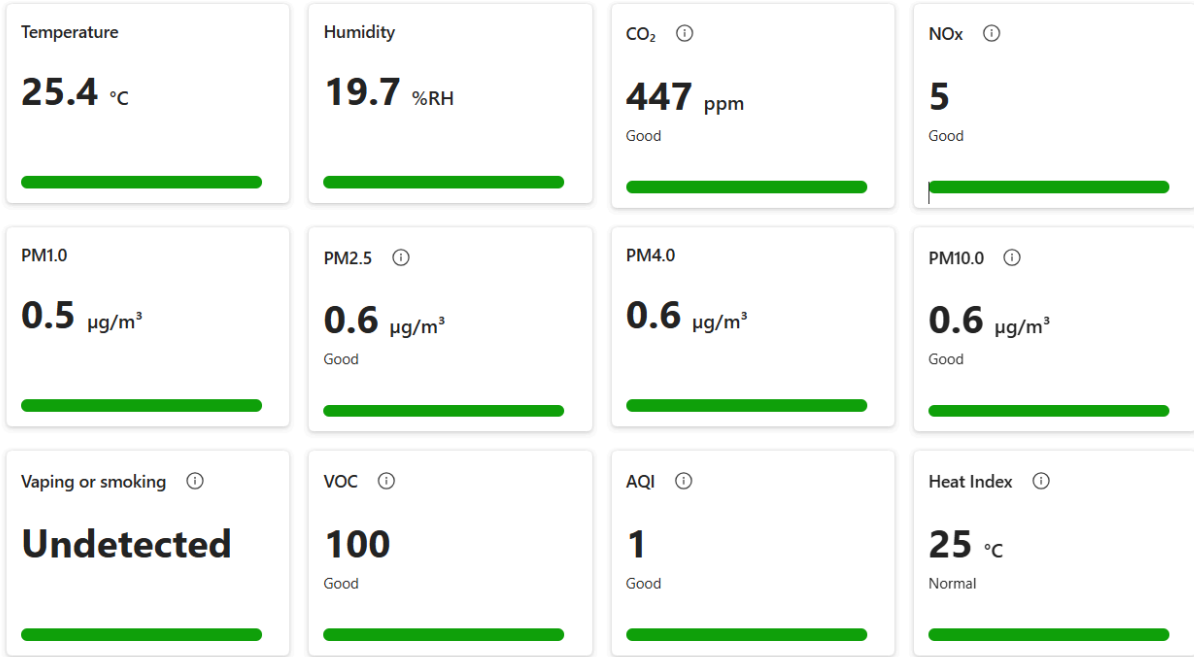 Temperature
25.4 °C
Humidity
19.7 %RH
CO₂
447 ppm
Good
NOx
5
Good
PM1.0
0.5 µg/m³
PM2.5
0.6 µg/m³
Good
PM4.0
0.6 µg/m³
PM10.0
0.6 µg/m³
Good
Vaping or smoking
Undetected
VOC
100
Good
AQI
1
Good
Heat Index
25 °C
Normal